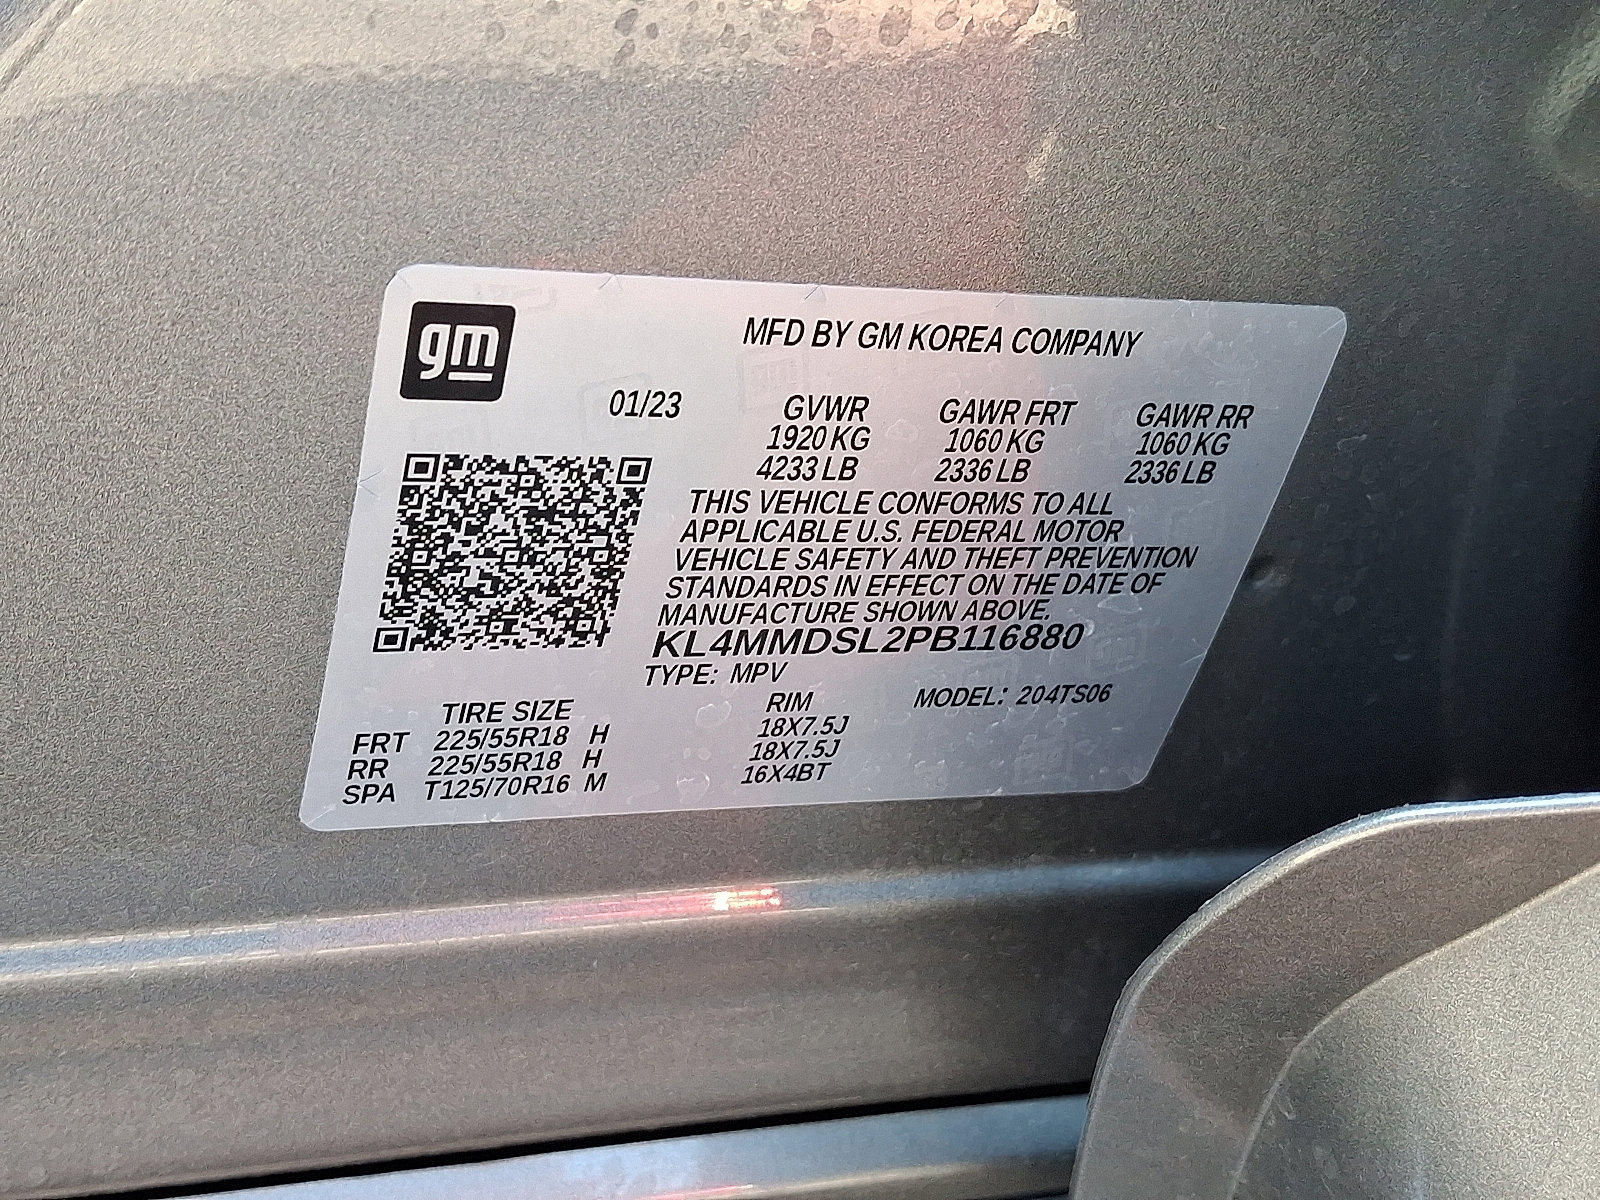 gm
MFD BY GM KOREA COMPANY
01/23
GVWR GAWR FRT GAWR RR
1920 KG 1060 KG 1060 KG
4233 LB 2336 LB 2336 LB
THIS VEHICLE CONFORMS TO ALL
APPLICABLE U.S. FEDERAL MOTOR
VEHICLE SAFETY AND THEFT PREVENTION
STANDARDS IN EFFECT ON THE DATE OF
MANUFACTURE SHOWN ABOVE.
KL4MMDSL2PB116880
TYPE: MPV
MODEL: 204TS06
TIRE SIZE RIM
FRT 225/55R18 H 18X7.5J
RR 225/55R18 H 18X7.5J
SPA T125/70R16 M 16X4BT